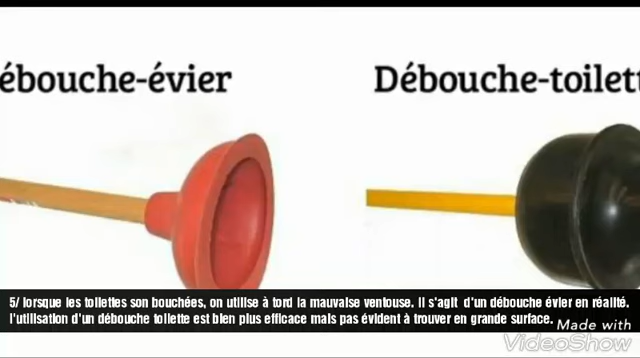 ébouche-évier
Débouche-toilett
5/ lorsque les toilettes son bouchées, on utilise à tord la mauvaise ventouse. Il s'agit d'un débouche évier en réalité.
l'utilisation d'un débouche toilette est bien plus efficace mais pas évident à trouver en grande surface.
Made with
VideoShow